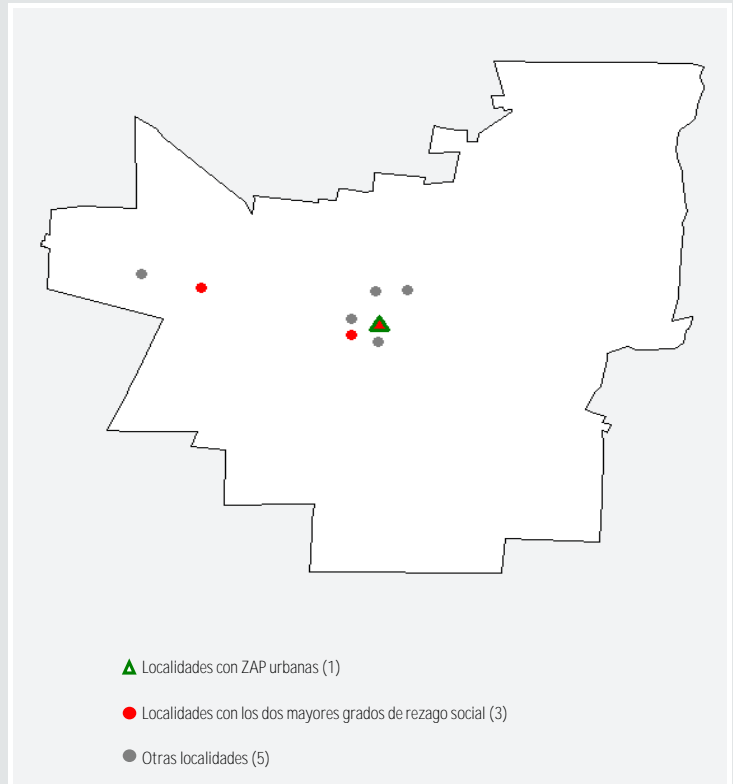 Localidades con ZAP urbanas (1)
Localidades con los dos mayores grados de rezago social (3)
Otras localidades (5)